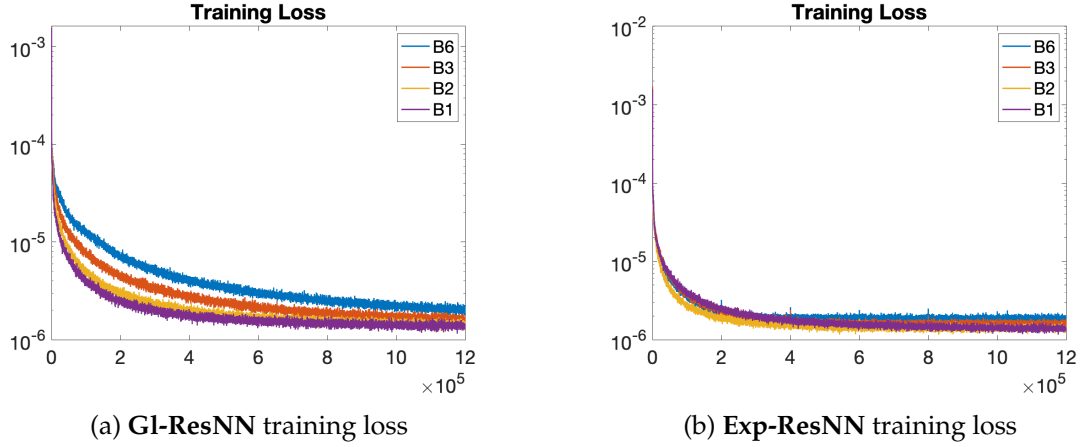 Training Loss
10^-3
10^-4
10^-5
10^-6
0 2 4 6 8 10 12
×10^5
B6
B3
B2
B1
(a) Gl-ResNN training loss
Training Loss
10^-2
10^-3
10^-4
10^-5
10^-6
0 2 4 6 8 10 12
×10^5
B6
B3
B2
B1
(b) Exp-ResNN training loss